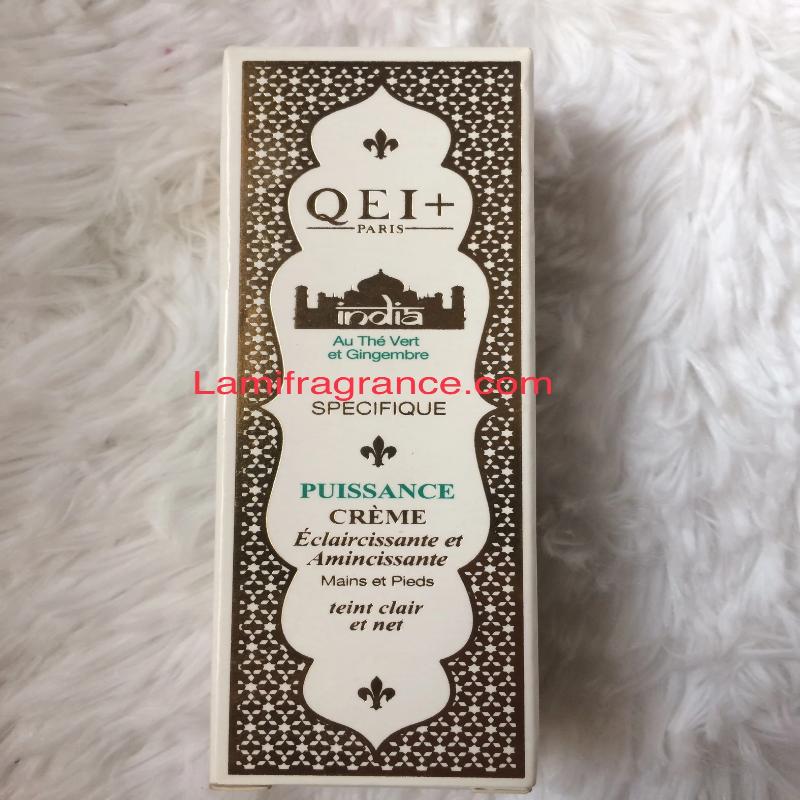 QEI+
PARIS
india
Au Thé Vert
et Gingembre
Lamifragrance.com
SPECIFIQUE
PUISSANCE
CRÈME
Éclaircissante et
Amincissante
Mains et Pieds
teint clair
et net